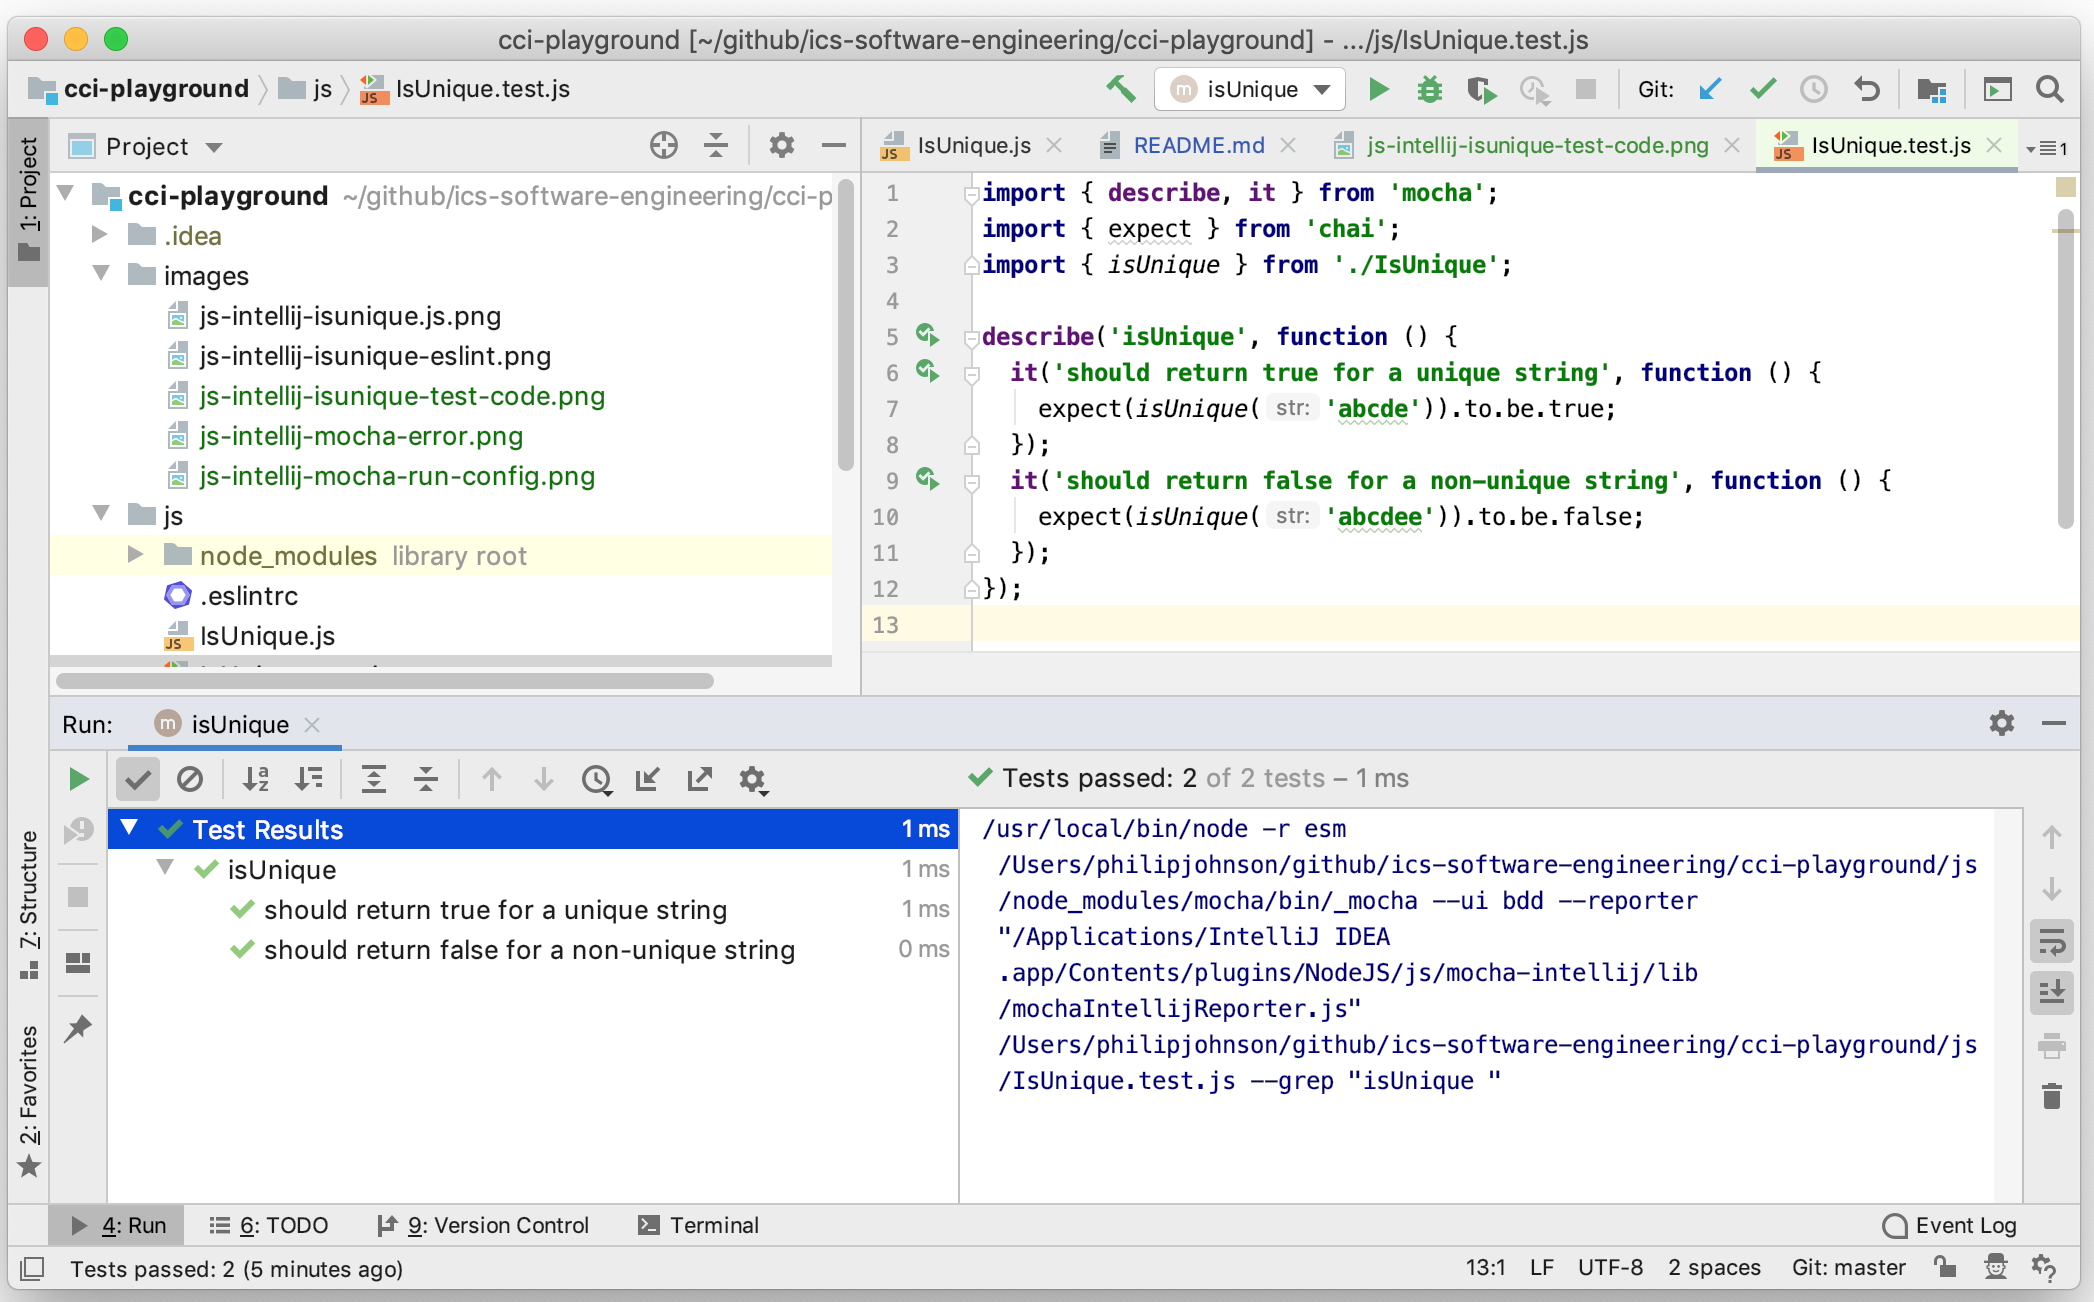 cci-playground [~/github/ics-software-engineering/cci-playground] - .../js/IsUnique.test.js
cci-playground js IsUnique.test.js
isUnique Git:
1: Project
Project
IsUnique.js README.md js-intellij-isunique-test-code.png IsUnique.test.js 1
cci-playground ~/github/ics-software-engineering/cci-p
.idea
images
js-intellij-isunique.js.png
js-intellij-isunique-eslint.png
js-intellij-isunique-test-code.png
js-intellij-mocha-error.png
js-intellij-mocha-run-config.png
js
node_modules library root
.eslintrc
IsUnique.js
1 import { describe, it } from 'mocha';
2 import { expect } from 'chai';
3 import { isUnique } from './IsUnique';
4
5 describe('isUnique', function () {
6 it('should return true for a unique string', function () {
7 expect(isUnique( str: 'abcde')).to.be.true;
8 });
9 it('should return false for a non-unique string', function () {
10 expect(isUnique( str: 'abcdee')).to.be.false;
11 });
12 });
13
Run: isUnique
Tests passed: 2 of 2 tests – 1 ms
Test Results 1 ms
isUnique 1 ms
should return true for a unique string 1 ms
should return false for a non-unique string 0 ms
/usr/local/bin/node -r esm
/Users/philipjohnson/github/ics-software-engineering/cci-playground/js
/node_modules/mocha/bin/_mocha --ui bdd --reporter
"/Applications/IntelliJ IDEA
.app/Contents/plugins/NodeJS/js/mocha-intellij/lib
/mochaIntellijReporter.js"
/Users/philipjohnson/github/ics-software-engineering/cci-playground/js
/IsUnique.test.js --grep "isUnique "
7: Structure
2: Favorites
4: Run 6: TODO 9: Version Control Terminal Event Log
Tests passed: 2 (5 minutes ago) 13:1 LF UTF-8 2 spaces Git: master